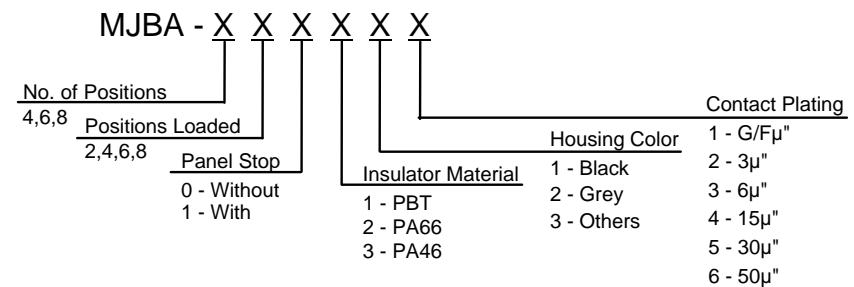 MJBA - X X X X X X
No. of Positions
4,6,8
Positions Loaded
2,4,6,8
Panel Stop
0 - Without
1 - With
Insulator Material
1 - PBT
2 - PA66
3 - PA46
Housing Color
1 - Black
2 - Grey
3 - Others
Contact Plating
1 - G/Fµ"
2 - 3µ"
3 - 6µ"
4 - 15µ"
5 - 30µ"
6 - 50µ"